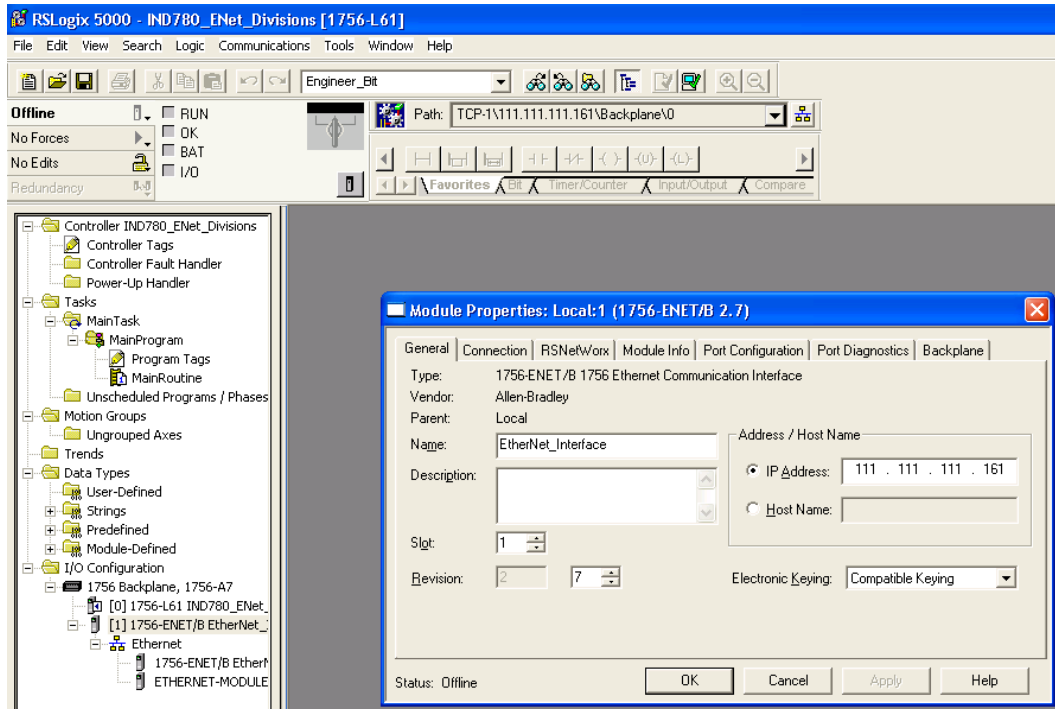 RSLogix 5000 - IND780_ENet_Divisions [1756-L61]
File Edit View Search Logic Communications Tools Window Help
Engineer_Bit
Offline
RUN
No Forces
OK
No Edits
BAT
Redundancy
I/O
Path: TCP-1\111.111.111.161\Backplane\0
Favorites Bit Timer/Counter Input/Output Compare
Controller IND780_ENet_Divisions
Controller Tags
Controller Fault Handler
Power-Up Handler
Tasks
MainTask
MainProgram
Program Tags
MainRoutine
Unscheduled Programs / Phases
Motion Groups
Ungrouped Axes
Trends
Data Types
User-Defined
Strings
Predefined
Module-Defined
I/O Configuration
1756 Backplane, 1756-A7
[0] 1756-L61 IND780_ENet_
[1] 1756-ENET/B EtherNet_
Ethernet
1756-ENET/B Ether
ETHERNET-MODULE
Module Properties: Local:1 (1756-ENET/B 2.7)
General Connection RSNetWorx Module Info Port Configuration Port Diagnostics Backplane
Type: 1756-ENET/B 1756 Ethernet Communication Interface
Vendor: Allen-Bradley
Parent: Local
Name: EtherNet_Interface
Description:
Slot: 1
Revision: 2 7
Address / Host Name
IP Address: 111 . 111 . 111 . 161
Host Name:
Electronic Keying: Compatible Keying
Status: Offline
OK Cancel Apply Help